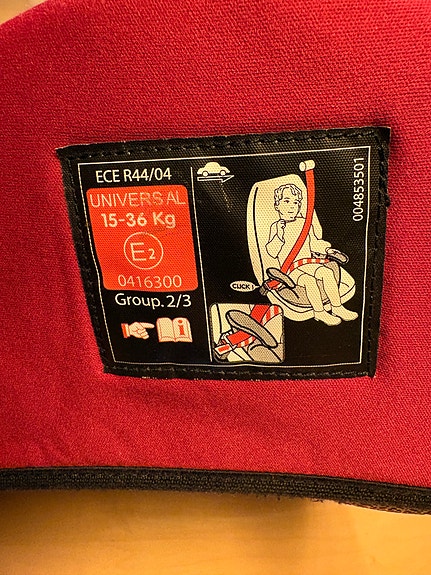 ECE R44/04
UNIVERSAL
15-36 Kg
E2
0416300
Group. 2/3
CLICK !
004853501